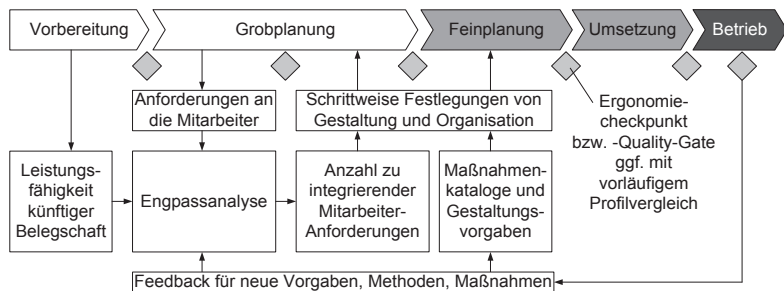 Vorbereitung
Grobplanung
Feinplanung
Umsetzung
Betrieb
Anforderungen an
die Mitarbeiter
Schrittweise Festlegungen von
Gestaltung und Organisation
Ergonomie-
checkpunkt
bzw. -Quality-Gate
ggf. mit
vorläufigem
Profilvergleich
Leistungs-
fähigkeit
künftiger
Belegschaft
Engpassanalyse
Anzahl zu
integrierender
Mitarbeiter-
Anforderungen
Maßnahmen-
kataloge und
Gestaltungs-
vorgaben
Feedback für neue Vorgaben, Methoden, Maßnahmen